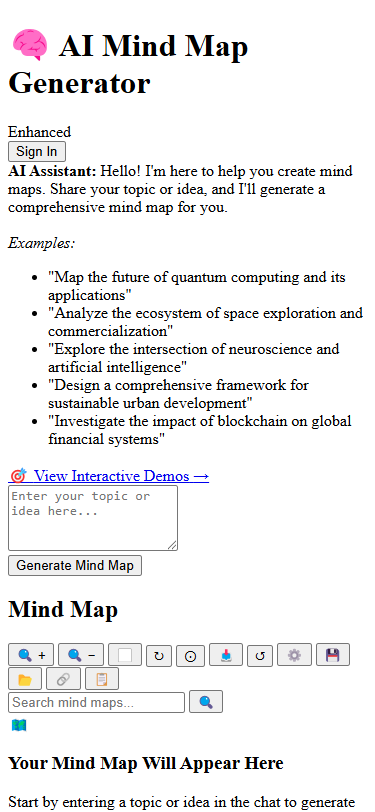 🧠 AI Mind Map
Generator
Enhanced
Sign In
AI Assistant: Hello! I'm here to help you create mind
maps. Share your topic or idea, and I'll generate a
comprehensive mind map for you.
Examples:
"Map the future of quantum computing and its
applications"
"Analyze the ecosystem of space exploration and
commercialization"
"Explore the intersection of neuroscience and
artificial intelligence"
"Design a comprehensive framework for
sustainable urban development"
"Investigate the impact of blockchain on global
financial systems"
🎯 View Interactive Demos →
Enter your topic or
idea here...
Generate Mind Map
Mind Map
🔍 + 🔍 − ⬜ ↻ ⊙ 📥 ↺ ⚙️ 💾
📂 🔗 📋
Search mind maps... 🔍
🗺️
Your Mind Map Will Appear Here
Start by entering a topic or idea in the chat to generate